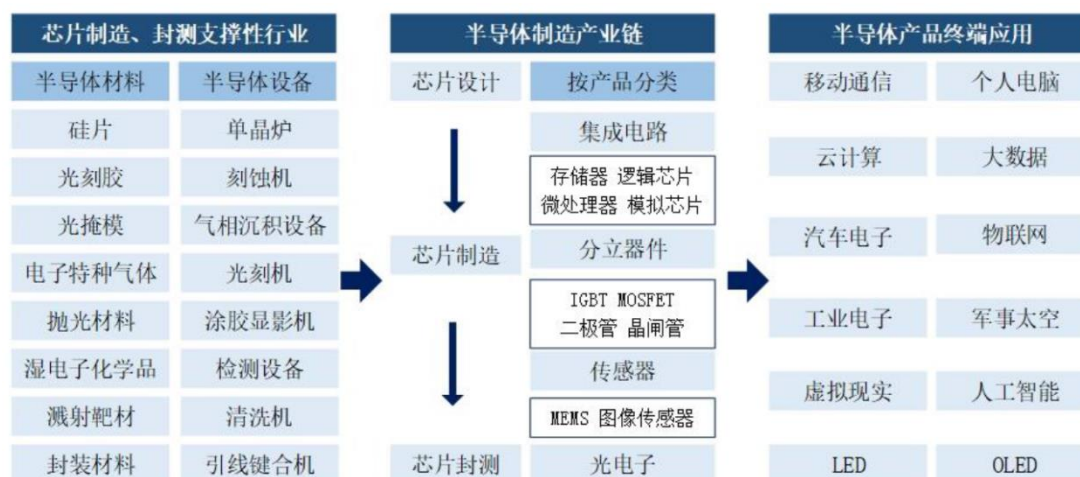 芯片制造、封测支撑性行业
半导体材料 半导体设备
硅片 单晶炉
光刻胶 刻蚀机
光掩模 气相沉积设备
电子特种气体 光刻机
抛光材料 涂胶显影机
湿电子化学品 检测设备
溅射靶材 清洗机
封装材料 引线键合机
半导体制造产业链
芯片设计 按产品分类
集成电路
存储器 逻辑芯片
微处理器 模拟芯片
芯片制造 分立器件
IGBT MOSFET
二极管 晶闸管
传感器
MEMS 图像传感器
芯片封测 光电子
半导体产品终端应用
移动通信 个人电脑
云计算 大数据
汽车电子 物联网
工业电子 军事太空
虚拟现实 人工智能
LED OLED